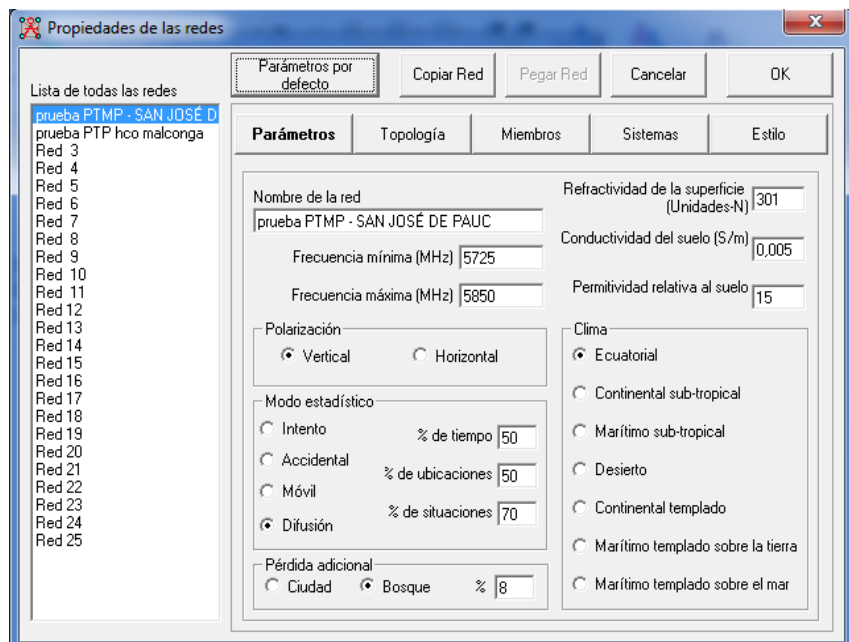 Propiedades de las redes
Parámetros por
defecto
Copiar Red
Pegar Red
Cancelar
OK
Lista de todas las redes
prueba PTMP - SAN JOSÉ D
prueba PTP hco malconga
Red 3
Red 4
Red 5
Red 6
Red 7
Red 8
Red 9
Red 10
Red 11
Red 12
Red 13
Red 14
Red 15
Red 16
Red 17
Red 18
Red 19
Red 20
Red 21
Red 22
Red 23
Red 24
Red 25
Parámetros
Topología
Miembros
Sistemas
Estilo
Nombre de la red
prueba PTMP - SAN JOSÉ DE PAUC
Frecuencia mínima (MHz) 5725
Frecuencia máxima (MHz) 5850
Refractividad de la superficie
(Unidades-N) 301
Conductividad del suelo (S/m) 0,005
Permitividad relativa al suelo 15
Polarización
Vertical Horizontal
Modo estadístico
Intento
Accidental
Móvil
Difusión
% de tiempo 50
% de ubicaciones 50
% de situaciones 70
Pérdida adicional
Ciudad Bosque % 8
Clima
Ecuatorial
Continental sub-tropical
Marítimo sub-tropical
Desierto
Continental templado
Marítimo templado sobre la tierra
Marítimo templado sobre el mar